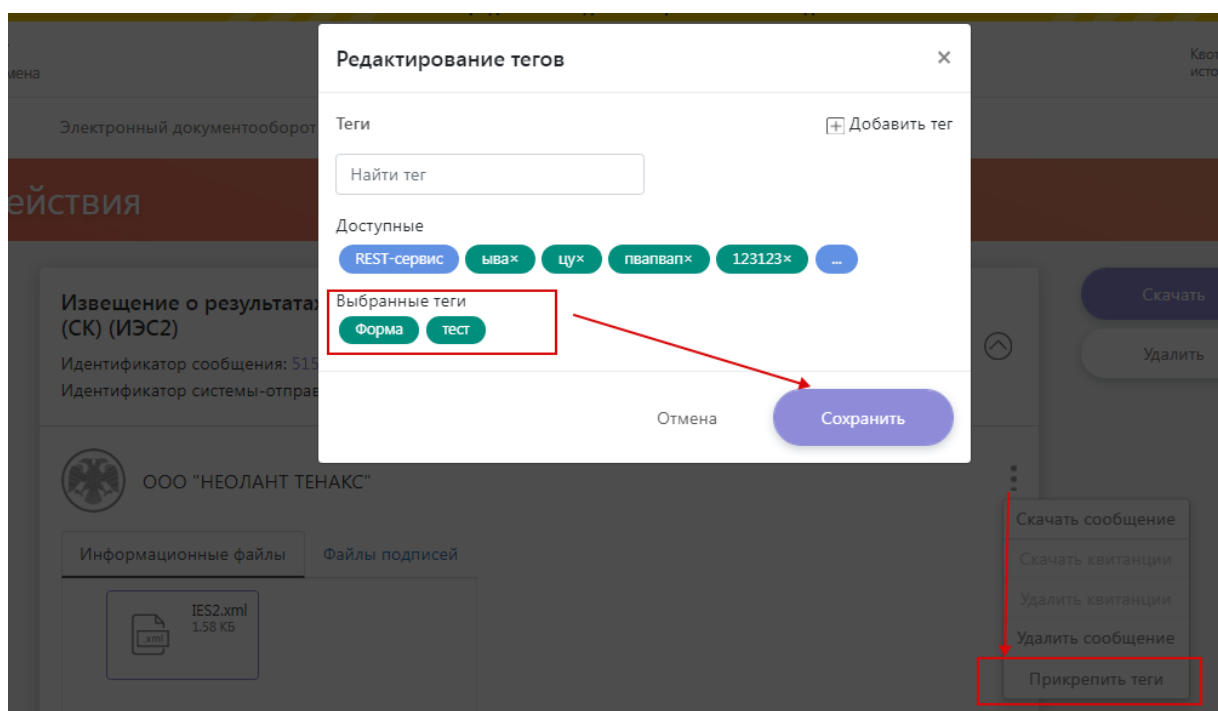 Редактирование тегов ×
Электронный документооборот
Теги
Добавить тег
Найти тег
Доступные
REST-сервис ыва× цу× пвапвап× 123123× ...
Выбранные теги
Форма тест
Отмена Сохранить
ействия
Скачать
Удалить
Извещение о результатах
(СК) (ИЭС2)
Идентификатор сообщения: 515
Идентификатор системы-отправ
ООО "НЕОЛАНТ ТЕНАКС"
Информационные файлы Файлы подписей
IES2.xml
1.58 КБ
.xml
Скачать сообщение
Скачать квитанции
Удалить квитанции
Удалить сообщение
Прикрепить теги